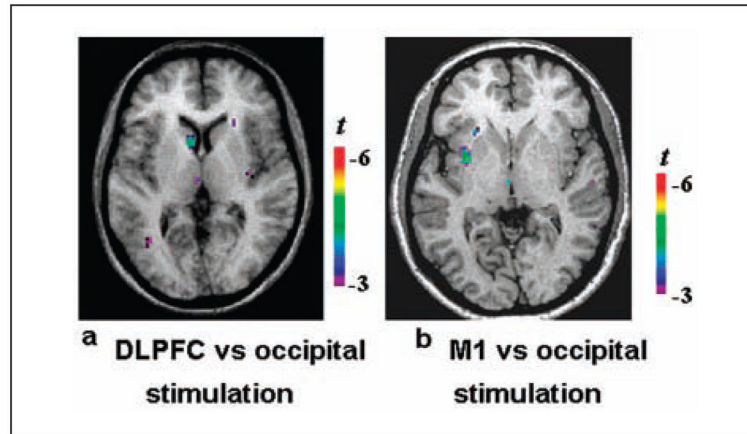 t
-6
-3
t
-6
-3
a DLPFC vs occipital
stimulation
b M1 vs occipital
stimulation